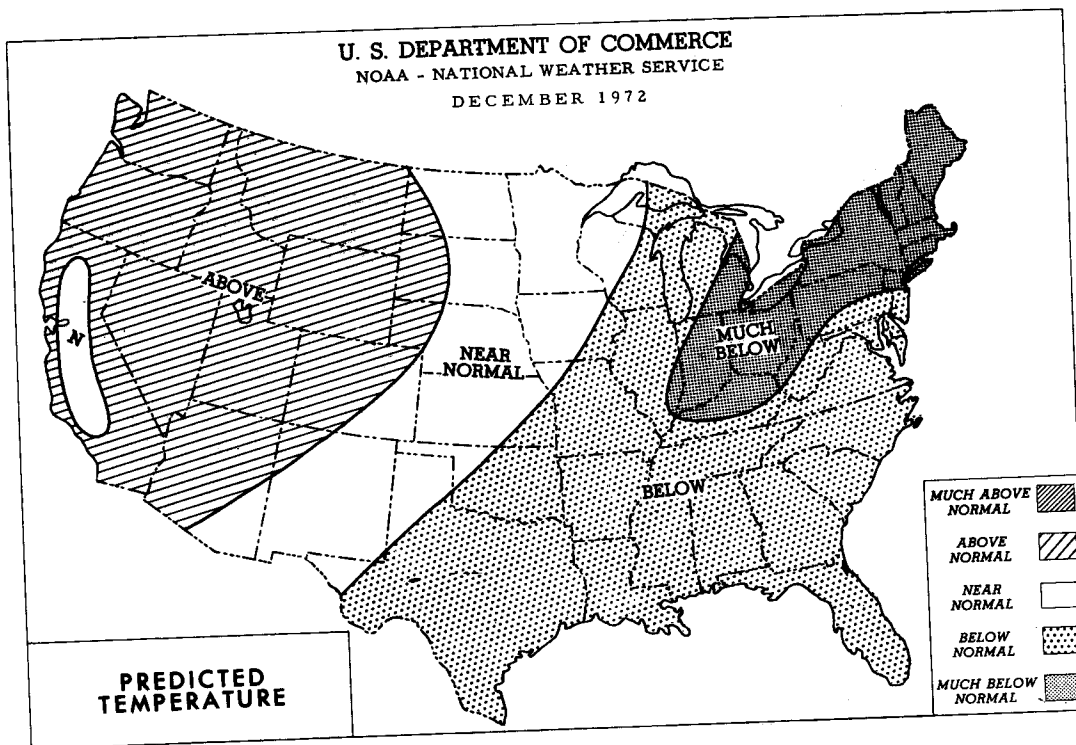 U. S. DEPARTMENT OF COMMERCE
NOAA - NATIONAL WEATHER SERVICE
DECEMBER 1972
ABOVE
N
NEAR
NORMAL
MUCH
BELOW
BELOW
MUCH ABOVE
NORMAL
ABOVE
NORMAL
NEAR
NORMAL
BELOW
NORMAL
MUCH BELOW
NORMAL
PREDICTED
TEMPERATURE